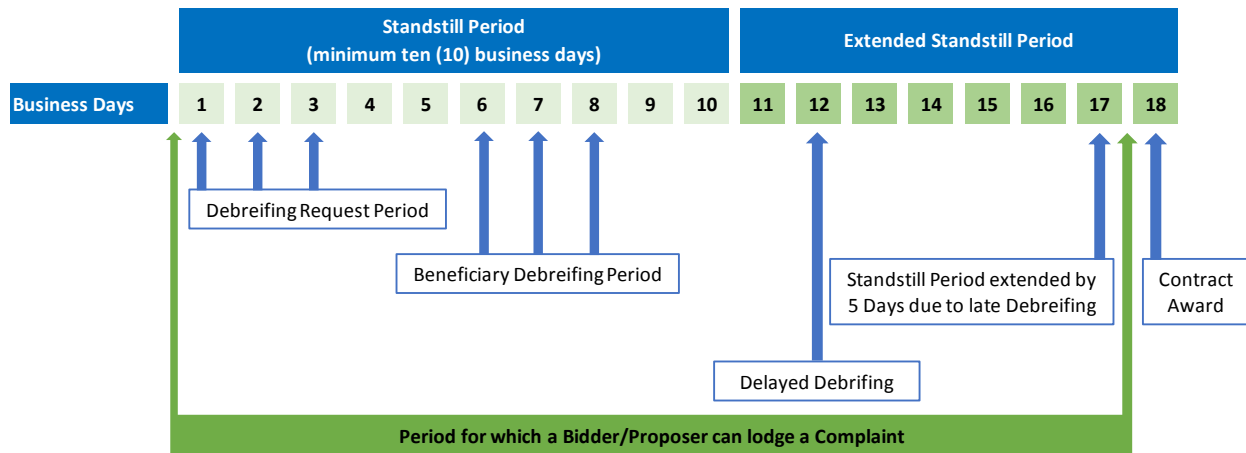 Standstill Period
(minimum ten (10) business days)
Extended Standstill Period
Business Days 1 2 3 4 5 6 7 8 9 10 11 12 13 14 15 16 17 18
Debreifing Request Period
Beneficiary Debreifing Period
Standstill Period extended by
5 Days due to late Debreifing
Contract
Award
Delayed Debrifing
Period for which a Bidder/Proposer can lodge a Complaint